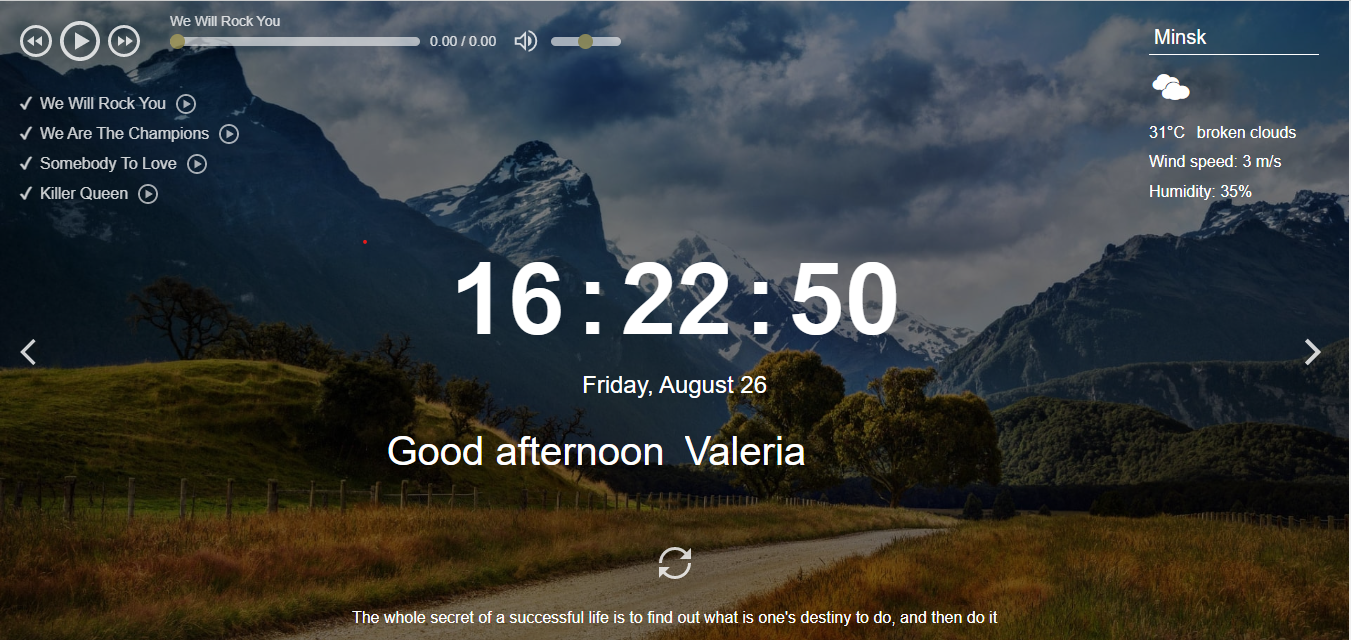 We Will Rock You
0.00 / 0.00
We Will Rock You
We Are The Champions
Somebody To Love
Killer Queen
Minsk
31°C broken clouds
Wind speed: 3 m/s
Humidity: 35%
16:22:50
Friday, August 26
Good afternoon Valeria
The whole secret of a successful life is to find out what is one's destiny to do, and then do it